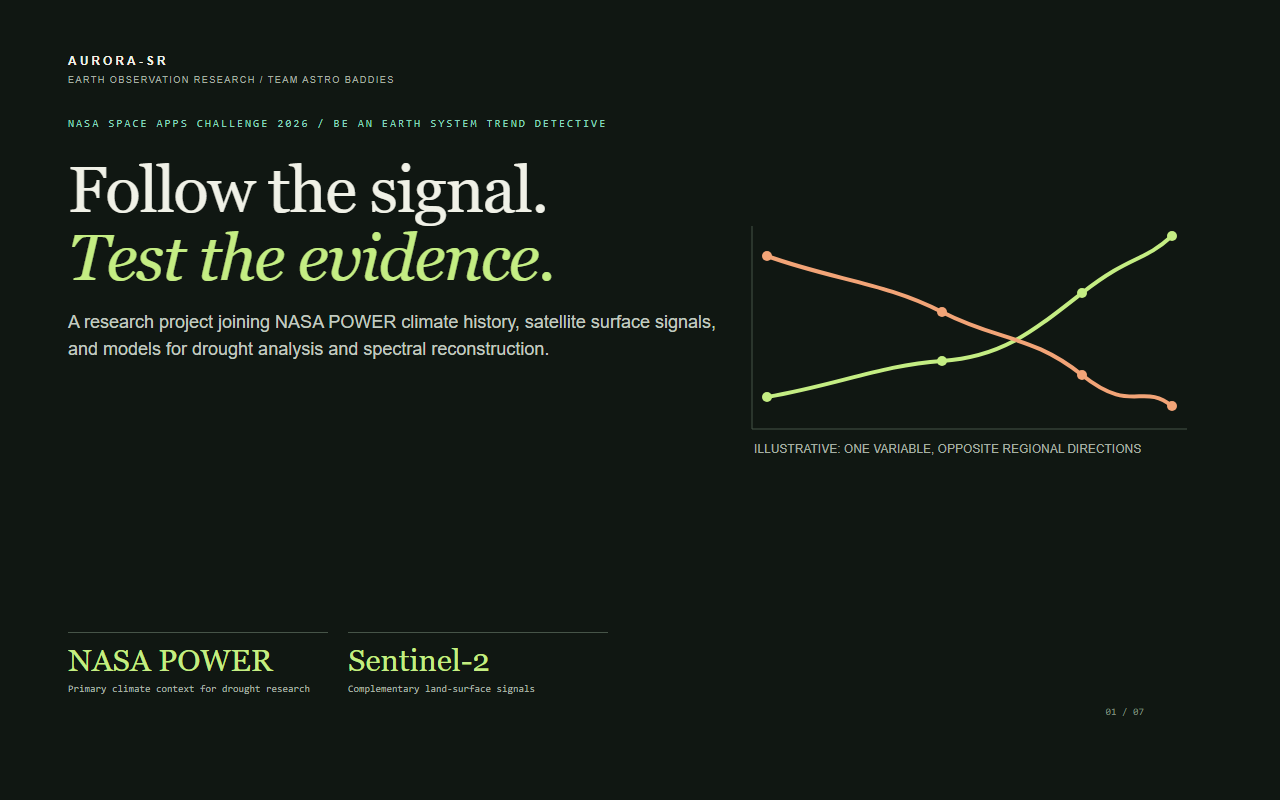 AURORA-SR
EARTH OBSERVATION RESEARCH / TEAM ASTRO BADDIES
NASA SPACE APPS CHALLENGE 2026 / BE AN EARTH SYSTEM TREND DETECTIVE
Follow the signal.
Test the evidence.
A research project joining NASA POWER climate history, satellite surface signals,
and models for drought analysis and spectral reconstruction.
ILLUSTRATIVE: ONE VARIABLE, OPPOSITE REGIONAL DIRECTIONS
NASA POWER
Primary climate context for drought research
Sentinel-2
Complementary land-surface signals
01 / 07